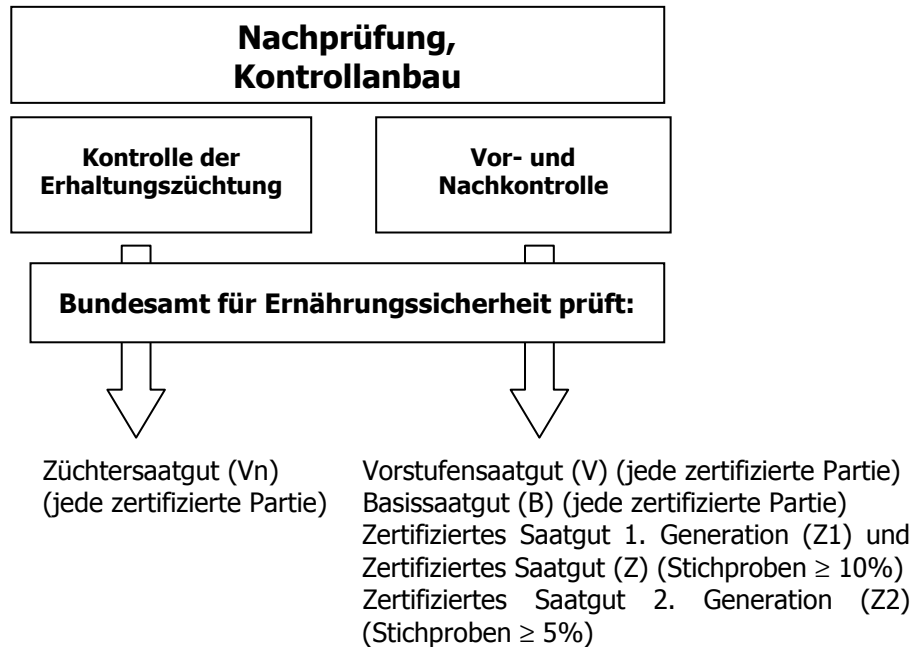 Nachprüfung,
Kontrollanbau
Kontrolle der
Erhaltungszüchtung
Vor- und
Nachkontrolle
Bundesamt für Ernährungssicherheit prüft:
Züchtersaatgut (Vn)
(jede zertifizierte Partie)
Vorstufensaatgut (V) (jede zertifizierte Partie)
Basissaatgut (B) (jede zertifizierte Partie)
Zertifiziertes Saatgut 1. Generation (Z1) und
Zertifiziertes Saatgut (Z) (Stichproben ≥ 10%)
Zertifiziertes Saatgut 2. Generation (Z2)
(Stichproben ≥ 5%)